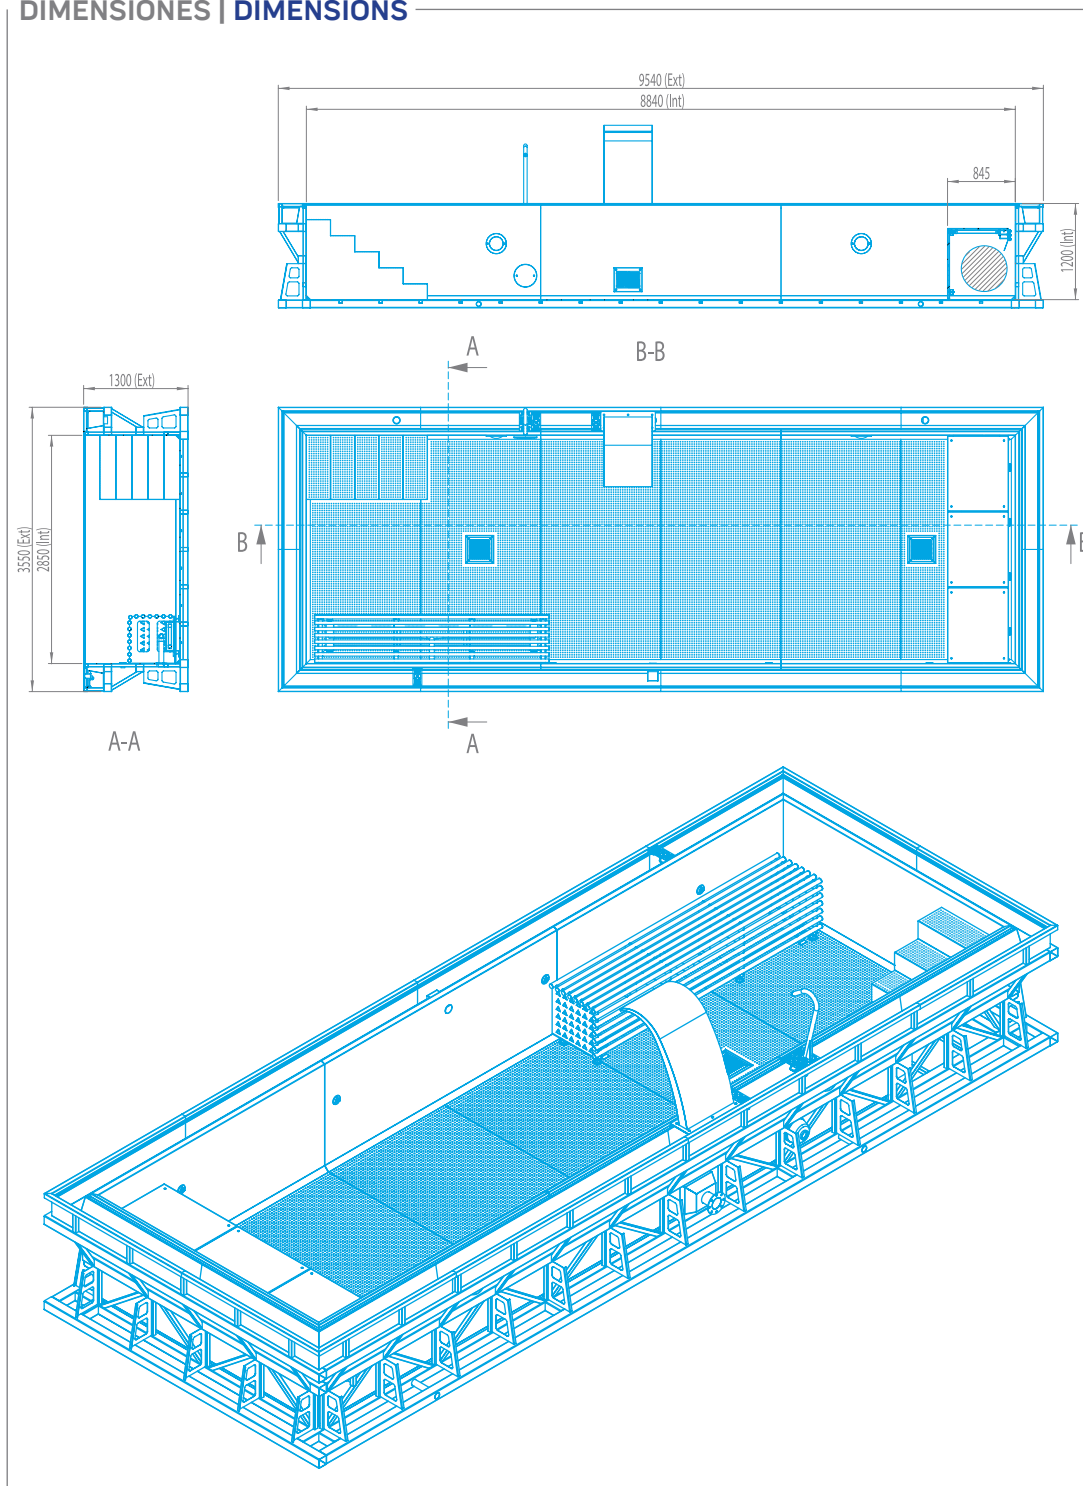 DIMENSIONES | DIMENSIONS
9540 (Ext)
8840 (Int)
845
1200 (Int)
A
B-B
1300 (Ext)
3550 (Ext)
2850 (Int)
B
B
A-A
A